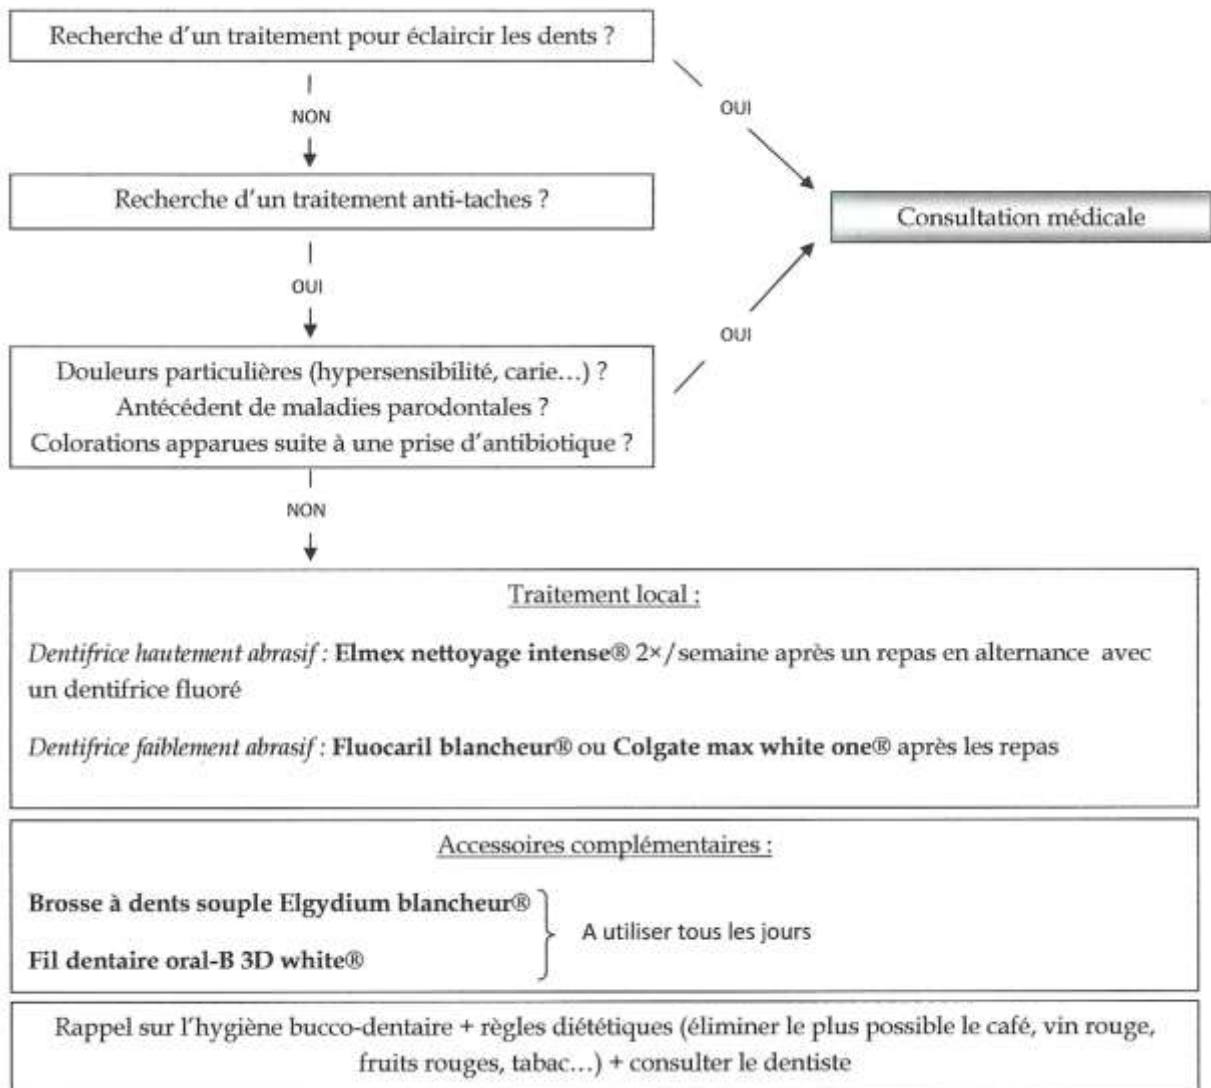 Recherche d'un traitement pour éclaircir les dents ?
OUI
NON
Recherche d'un traitement anti-taches ?
Consultation médicale
OUI
OUI
Douleurs particulières (hypersensibilité, carie…) ?
Antécédent de maladies parodontales ?
Colorations apparues suite à une prise d'antibiotique ?
NON
Traitement local :
Dentifrice hautement abrasif : Elmex nettoyage intense® 2×/semaine après un repas en alternance avec
un dentifrice fluoré
Dentifrice faiblement abrasif : Fluocaril blancheur® ou Colgate max white one® après les repas
Accessoires complémentaires :
Brosse à dents souple Elgydium blancheur®
A utiliser tous les jours
Fil dentaire oral-B 3D white®
Rappel sur l'hygiène bucco-dentaire + règles diététiques (éliminer le plus possible le café, vin rouge,
fruits rouges, tabac…) + consulter le dentiste